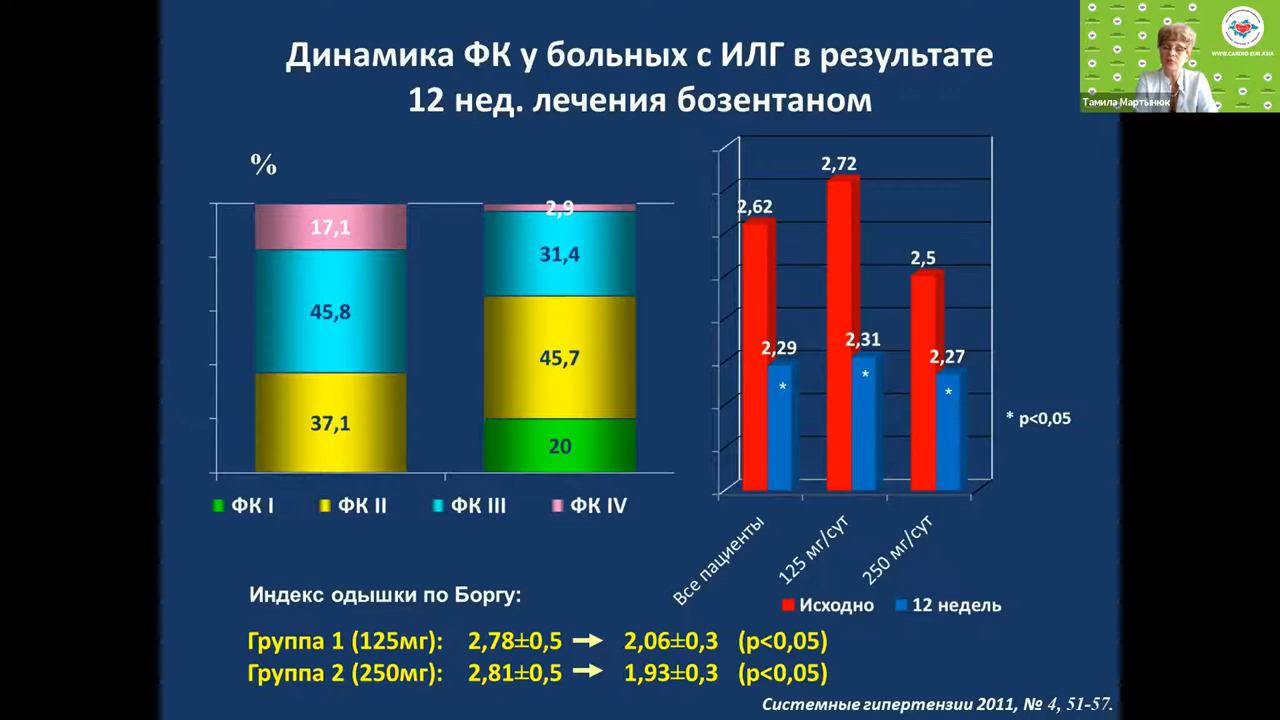 Динамика ФК у больных с ИЛГ в результате
12 нед. лечения бозентаном
WWW.CARDIO-EUR.ASIA
Тамила Мартынюк
%
17,1
45,8
37,1
2,9
31,4
45,7
20
ФК I
ФК II
ФК III
ФК IV
2,62
2,29
*
2,72
2,31
*
2,5
2,27
*
* p<0,05
Все пациенты
125 мг/сут
250 мг/сут
Исходно
12 недель
Индекс одышки по Боргу:
Группа 1 (125мг): 2,78±0,5 → 2,06±0,3 (p<0,05)
Группа 2 (250мг): 2,81±0,5 → 1,93±0,3 (p<0,05)
Системные гипертензии 2011, № 4, 51-57.